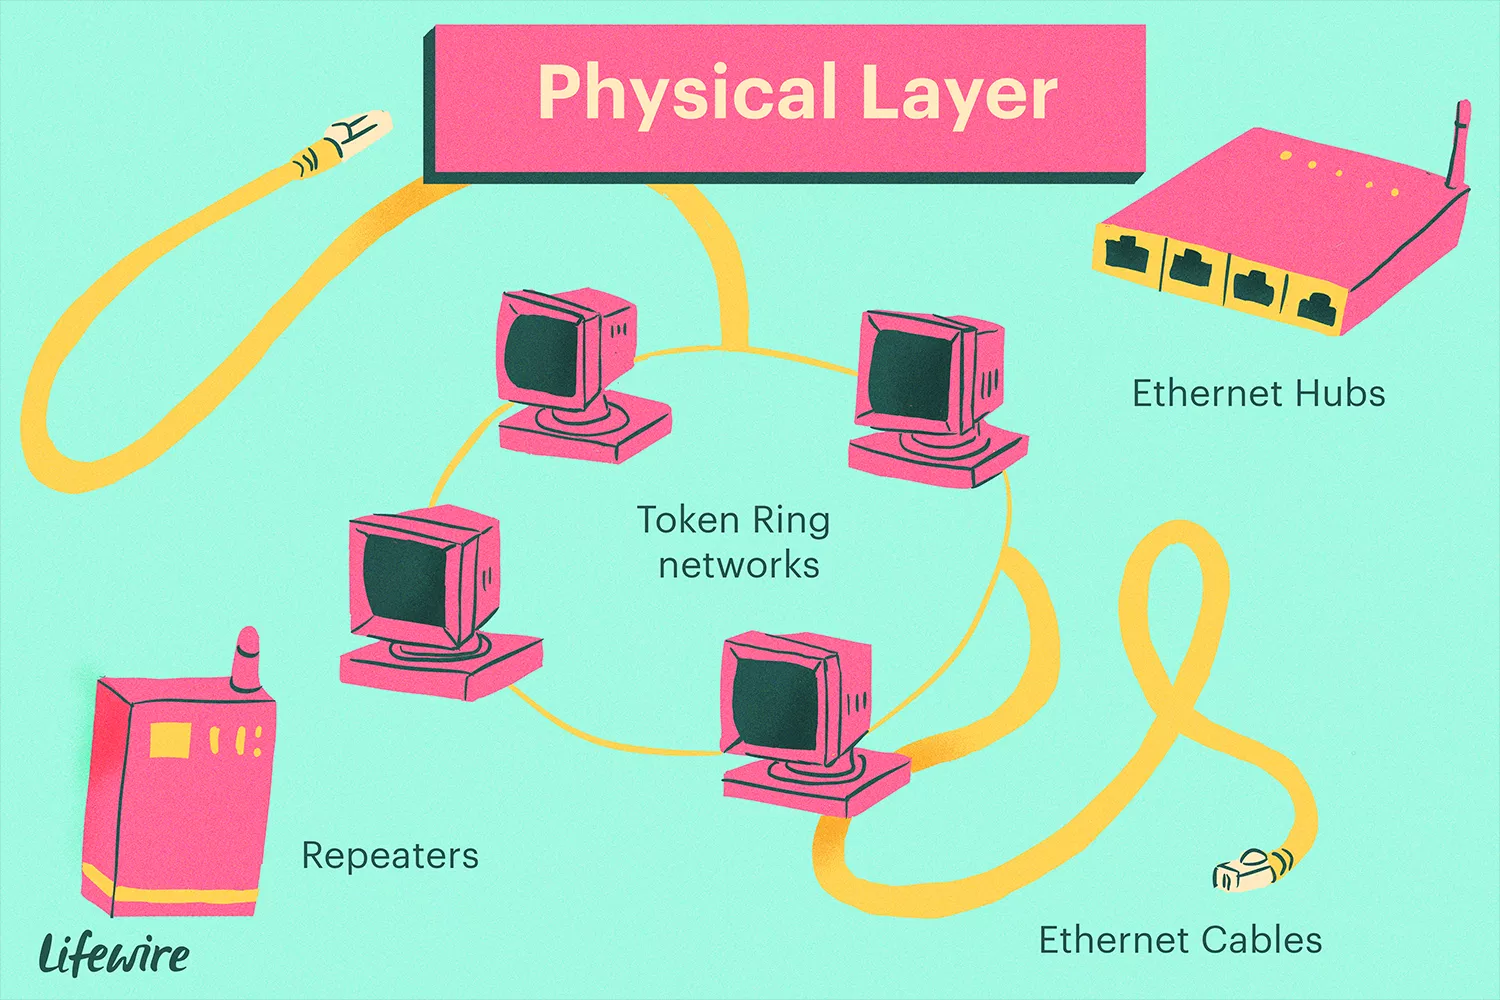 Physical Layer
Ethernet Hubs
Token Ring
networks
Repeaters
Ethernet Cables
Lifewire